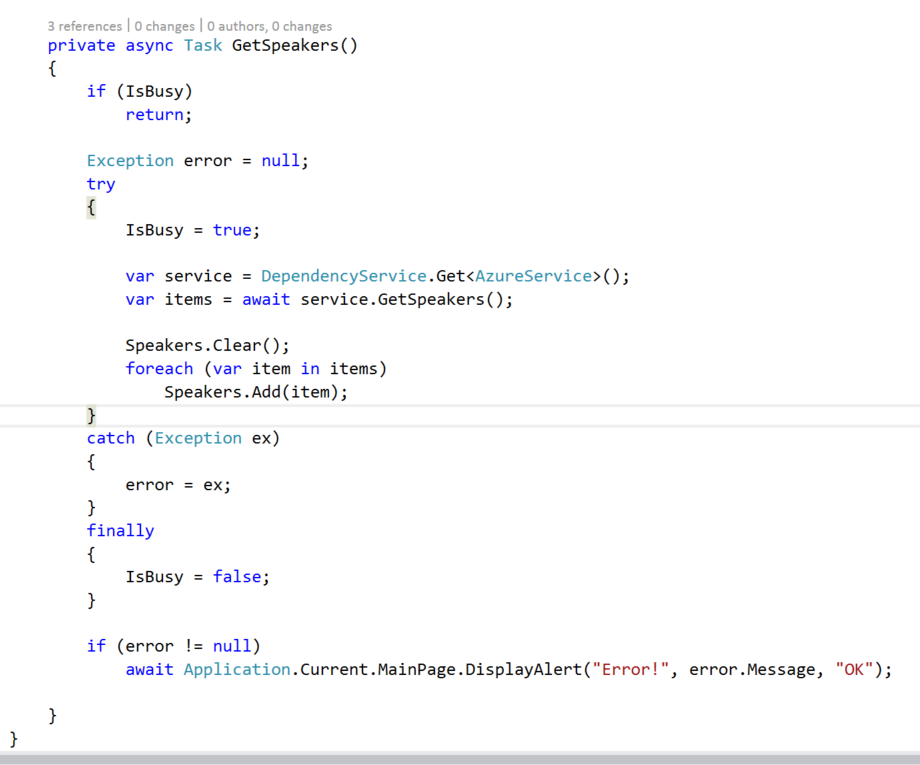 3 references | 0 changes | 0 authors, 0 changes
private async Task GetSpeakers()
{
    if (IsBusy)
        return;

    Exception error = null;
    try
    {
        IsBusy = true;

        var service = DependencyService.Get<AzureService>();
        var items = await service.GetSpeakers();

        Speakers.Clear();
        foreach (var item in items)
            Speakers.Add(item);
    }
    catch (Exception ex)
    {
        error = ex;
    }
    finally
    {
        IsBusy = false;
    }

    if (error != null)
        await Application.Current.MainPage.DisplayAlert("Error!", error.Message, "OK");

}
}